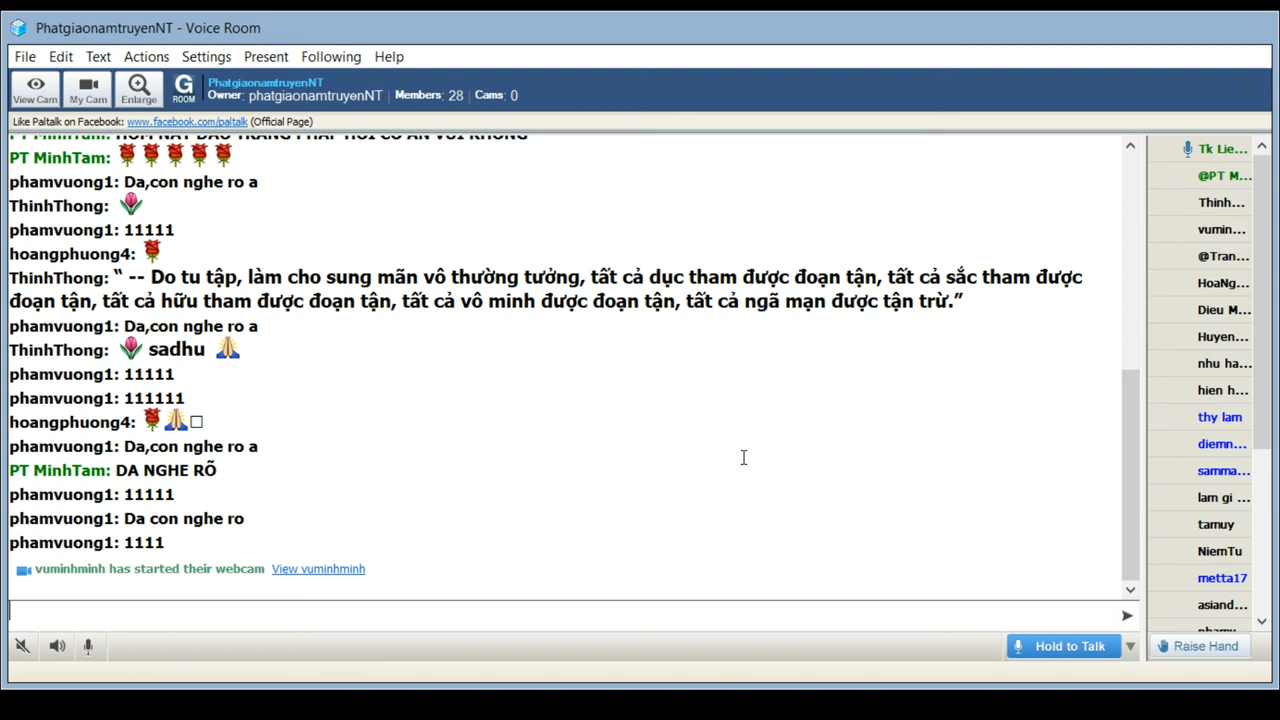 PhatgiaonamtruyenNT - Voice Room
File Edit Text Actions Settings Present Following Help
View Cam My Cam Enlarge G ROOM
PhatgiaonamtruyenNT
Owner: phatgiaonamtruyenNT | Members: 28 | Cams: 0
Like Paltalk on Facebook: www.facebook.com/paltalk (Official Page)
PT MinhTam:
phamvuong1: Da,con nghe ro a
ThinhThong:
phamvuong1: 11111
hoangphuong4:
ThinhThong: “ -- Do tu tập, làm cho sung mãn vô thường tưởng, tất cả dục tham được đoạn tận, tất cả sắc tham được
đoạn tận, tất cả hữu tham được đoạn tận, tất cả vô minh được đoạn tận, tất cả ngã mạn được tận trừ.”
phamvuong1: Da,con nghe ro a
ThinhThong: sadhu
phamvuong1: 11111
phamvuong1: 111111
hoangphuong4:
phamvuong1: Da,con nghe ro a
PT MinhTam: DA NGHE RÕ
phamvuong1: 11111
phamvuong1: Da con nghe ro
phamvuong1: 1111
vuminhminh has started their webcam View vuminhminh
Tk Lie...
@PT M...
Thinh...
vumin...
@Tran...
HoaNg...
Dieu M...
Huyen...
nhu ha...
hien h...
thy lam
diemn...
samma...
lam gi ...
tamuy
NiemTu
metta17
asiand...
Hold to Talk
Raise Hand